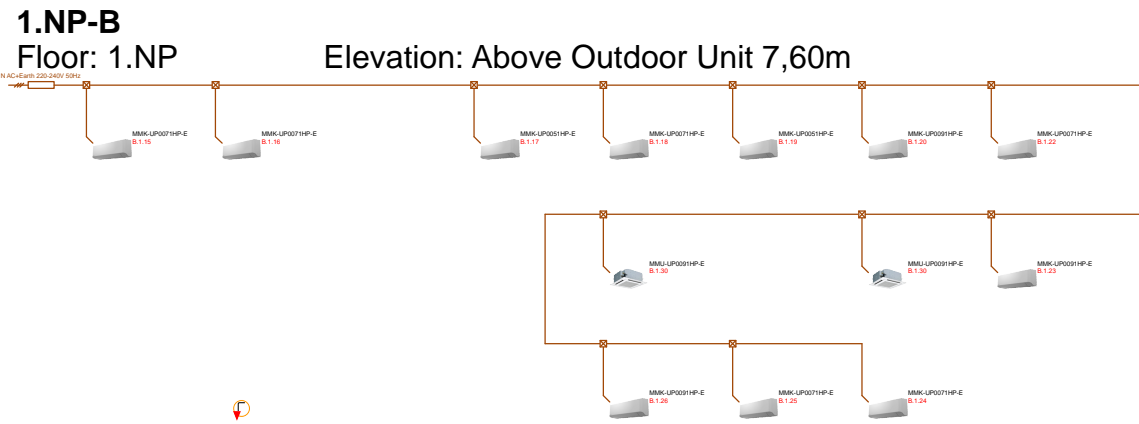 1.NP-B
Floor: 1.NP Elevation: Above Outdoor Unit 7,60m
N AC+Earth 220-240V 50Hz
MMK-UP0071HP-E MMK-UP0071HP-E MMK-UP0051HP-E MMK-UP0071HP-E MMK-UP0051HP-E MMK-UP0091HP-E MMK-UP0071HP-E
B.1.15 B.1.16 B.1.17 B.1.18 B.1.19 B.1.20 B.1.22
MMU-UP0091HP-E MMU-UP0091HP-E MMK-UP0091HP-E
B.1.30 B.1.30 B.1.23
MMK-UP0091HP-E MMK-UP0071HP-E MMK-UP0071HP-E
B.1.26 B.1.25 B.1.24